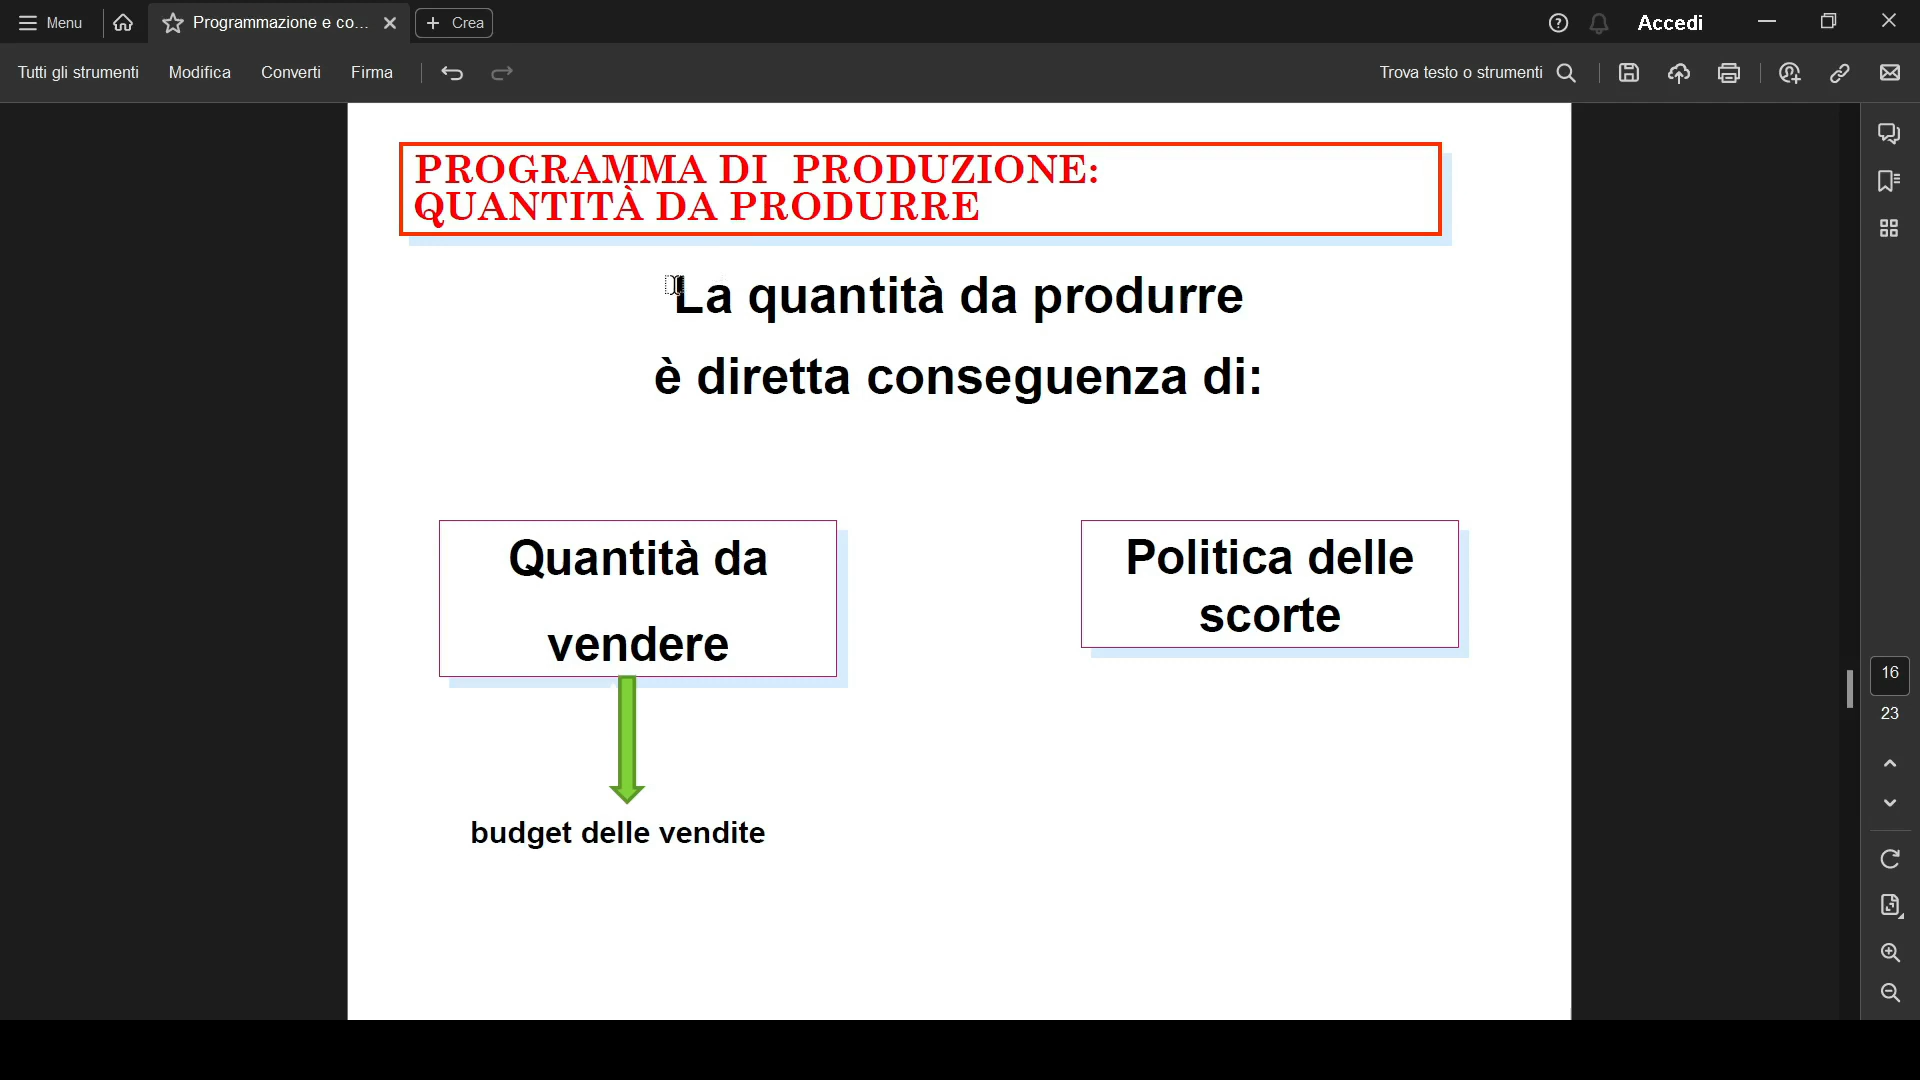 Menu
Programmazione e co...
Crea
Accedi
Tutti gli strumenti
Modifica
Converti
Firma
Trova testo o strumenti
PROGRAMMA DI PRODUZIONE:
QUANTITÀ DA PRODURRE
La quantità da produrre
è diretta conseguenza di:
Quantità da
vendere
Politica delle
scorte
budget delle vendite
16
23